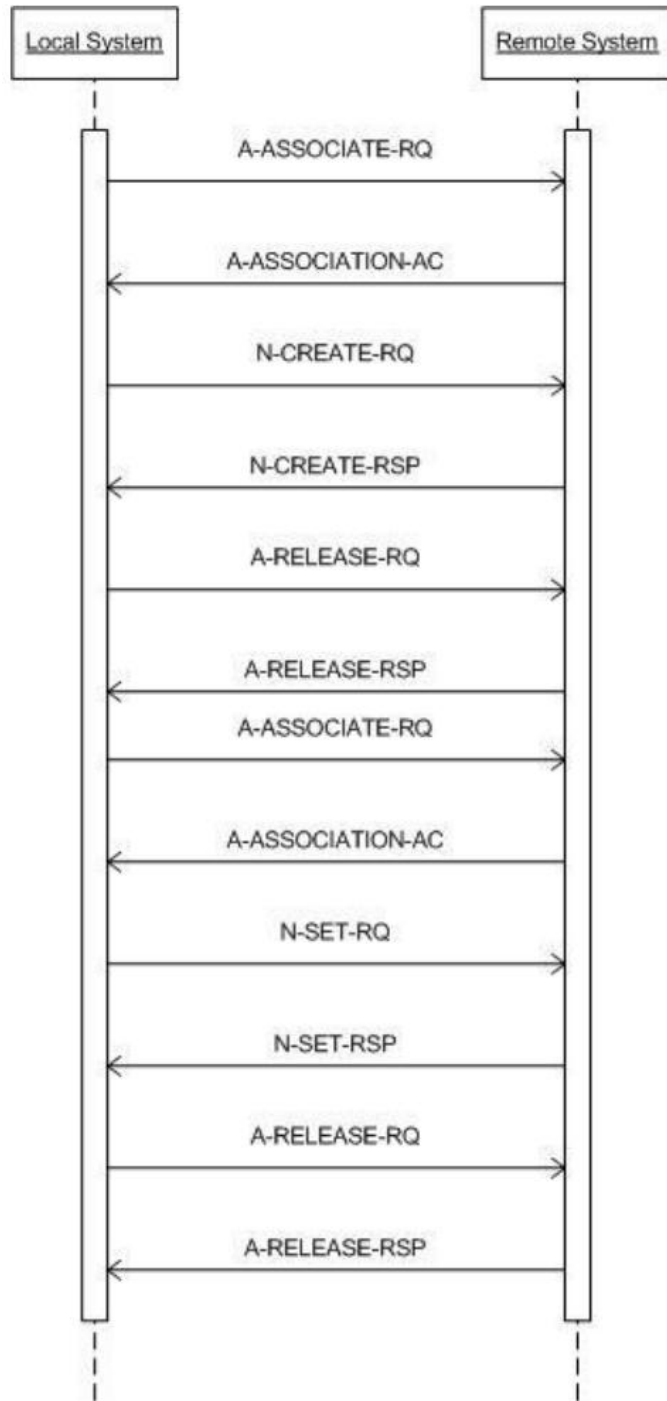 Local System
Remote System
A-ASSOCIATE-RQ
A-ASSOCIATION-AC
N-CREATE-RQ
N-CREATE-RSP
A-RELEASE-RQ
A-RELEASE-RSP
A-ASSOCIATE-RQ
A-ASSOCIATION-AC
N-SET-RQ
N-SET-RSP
A-RELEASE-RQ
A-RELEASE-RSP